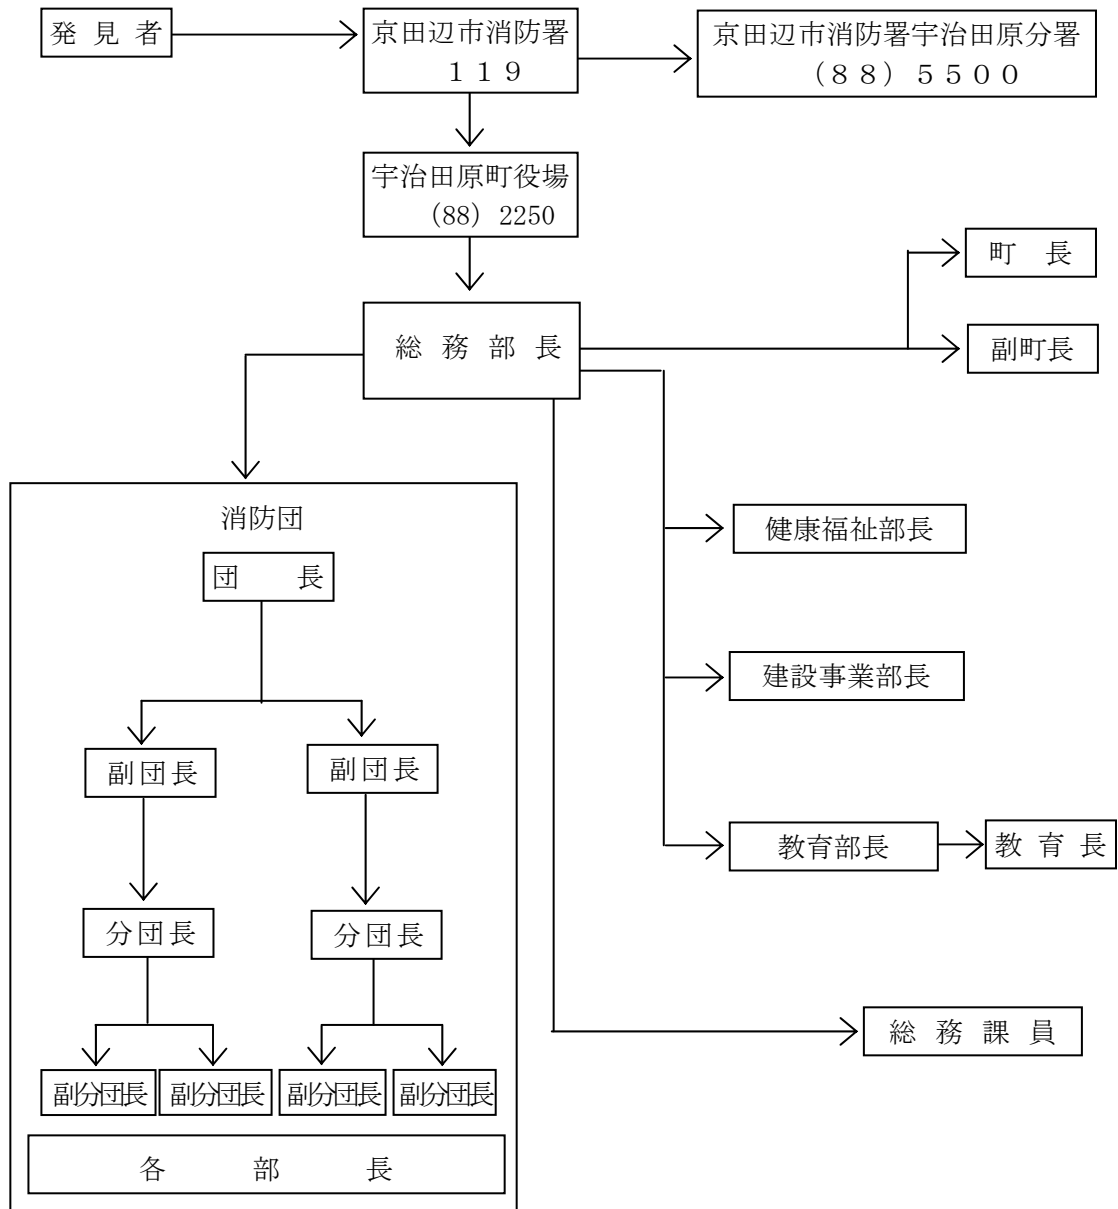 発見者
京田辺市消防署
１１９
京田辺市消防署宇治田原分署
（８８）５５００
宇治田原町役場
（88）2250
町　長
総務部長
副町長
消防団
団　長
健康福祉部長
建設事業部長
副団長
副団長
教育部長
教育長
分団長
分団長
総務課員
副分団長
副分団長
副分団長
副分団長
各　部　長